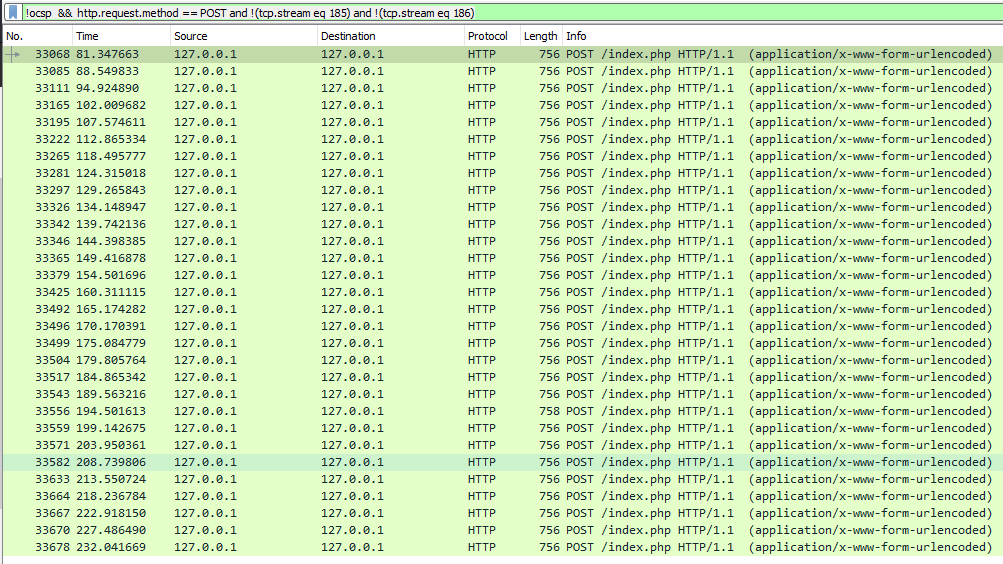 !ocsp && http.request.method == POST and !(tcp.stream eq 185) and !(tcp.stream eq 186)
No. Time Source Destination Protocol Length Info
33068 81.347663 127.0.0.1 127.0.0.1 HTTP 756 POST /index.php HTTP/1.1 (application/x-www-form-urlencoded)
33085 88.549833 127.0.0.1 127.0.0.1 HTTP 756 POST /index.php HTTP/1.1 (application/x-www-form-urlencoded)
33111 94.924890 127.0.0.1 127.0.0.1 HTTP 756 POST /index.php HTTP/1.1 (application/x-www-form-urlencoded)
33165 102.009682 127.0.0.1 127.0.0.1 HTTP 756 POST /index.php HTTP/1.1 (application/x-www-form-urlencoded)
33195 107.574611 127.0.0.1 127.0.0.1 HTTP 756 POST /index.php HTTP/1.1 (application/x-www-form-urlencoded)
33222 112.865334 127.0.0.1 127.0.0.1 HTTP 756 POST /index.php HTTP/1.1 (application/x-www-form-urlencoded)
33265 118.495777 127.0.0.1 127.0.0.1 HTTP 756 POST /index.php HTTP/1.1 (application/x-www-form-urlencoded)
33281 124.315018 127.0.0.1 127.0.0.1 HTTP 756 POST /index.php HTTP/1.1 (application/x-www-form-urlencoded)
33297 129.265843 127.0.0.1 127.0.0.1 HTTP 756 POST /index.php HTTP/1.1 (application/x-www-form-urlencoded)
33326 134.148947 127.0.0.1 127.0.0.1 HTTP 756 POST /index.php HTTP/1.1 (application/x-www-form-urlencoded)
33342 139.742136 127.0.0.1 127.0.0.1 HTTP 756 POST /index.php HTTP/1.1 (application/x-www-form-urlencoded)
33346 144.398385 127.0.0.1 127.0.0.1 HTTP 756 POST /index.php HTTP/1.1 (application/x-www-form-urlencoded)
33365 149.416878 127.0.0.1 127.0.0.1 HTTP 756 POST /index.php HTTP/1.1 (application/x-www-form-urlencoded)
33379 154.501696 127.0.0.1 127.0.0.1 HTTP 756 POST /index.php HTTP/1.1 (application/x-www-form-urlencoded)
33425 160.311115 127.0.0.1 127.0.0.1 HTTP 756 POST /index.php HTTP/1.1 (application/x-www-form-urlencoded)
33492 165.174282 127.0.0.1 127.0.0.1 HTTP 756 POST /index.php HTTP/1.1 (application/x-www-form-urlencoded)
33496 170.170391 127.0.0.1 127.0.0.1 HTTP 756 POST /index.php HTTP/1.1 (application/x-www-form-urlencoded)
33499 175.084779 127.0.0.1 127.0.0.1 HTTP 756 POST /index.php HTTP/1.1 (application/x-www-form-urlencoded)
33504 179.805764 127.0.0.1 127.0.0.1 HTTP 756 POST /index.php HTTP/1.1 (application/x-www-form-urlencoded)
33517 184.865342 127.0.0.1 127.0.0.1 HTTP 756 POST /index.php HTTP/1.1 (application/x-www-form-urlencoded)
33543 189.563216 127.0.0.1 127.0.0.1 HTTP 756 POST /index.php HTTP/1.1 (application/x-www-form-urlencoded)
33556 194.501613 127.0.0.1 127.0.0.1 HTTP 758 POST /index.php HTTP/1.1 (application/x-www-form-urlencoded)
33559 199.142675 127.0.0.1 127.0.0.1 HTTP 756 POST /index.php HTTP/1.1 (application/x-www-form-urlencoded)
33571 203.950361 127.0.0.1 127.0.0.1 HTTP 756 POST /index.php HTTP/1.1 (application/x-www-form-urlencoded)
33582 208.739806 127.0.0.1 127.0.0.1 HTTP 756 POST /index.php HTTP/1.1 (application/x-www-form-urlencoded)
33633 213.550724 127.0.0.1 127.0.0.1 HTTP 756 POST /index.php HTTP/1.1 (application/x-www-form-urlencoded)
33664 218.236784 127.0.0.1 127.0.0.1 HTTP 756 POST /index.php HTTP/1.1 (application/x-www-form-urlencoded)
33667 222.918150 127.0.0.1 127.0.0.1 HTTP 756 POST /index.php HTTP/1.1 (application/x-www-form-urlencoded)
33670 227.486490 127.0.0.1 127.0.0.1 HTTP 756 POST /index.php HTTP/1.1 (application/x-www-form-urlencoded)
33678 232.041669 127.0.0.1 127.0.0.1 HTTP 756 POST /index.php HTTP/1.1 (application/x-www-form-urlencoded)